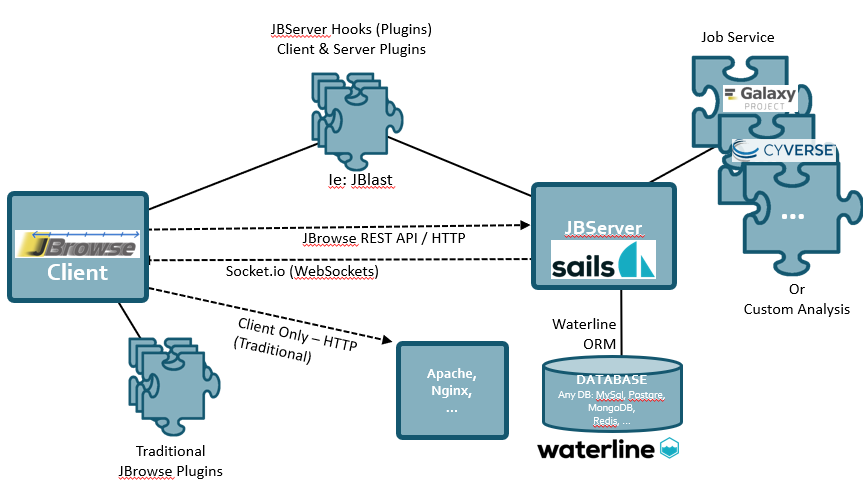 JBServer Hooks (Plugins)
Client & Server Plugins
Ie: JBlast
Job Service
Galaxy
PROJECT
CYVERSE
...
Or
Custom Analysis
JBrowse
Client
JBrowse REST API / HTTP
Socket.io (WebSockets)
Client Only – HTTP
(Traditional)
JBServer
sails
Waterline
ORM
Apache,
Nginx,
...
DATABASE
Any DB: MySql, Postgre,
MongoDB,
Redis, ...
waterline
Traditional
JBrowse Plugins